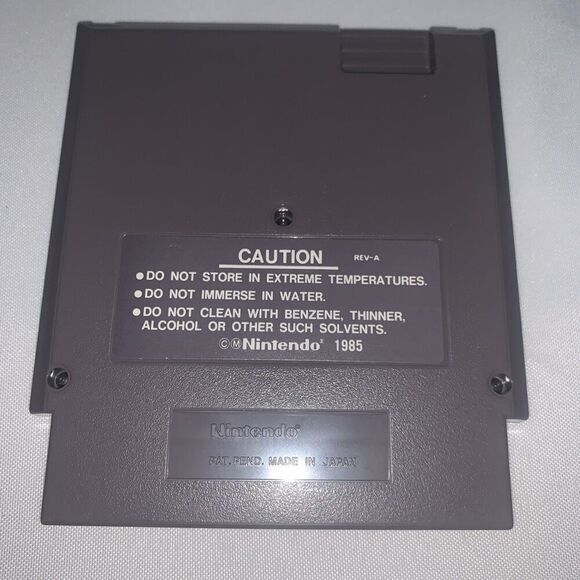 CAUTION REV-A
●DO NOT STORE IN EXTREME TEMPERATURES.
●DO NOT IMMERSE IN WATER.
●DO NOT CLEAN WITH BENZENE, THINNER,
ALCOHOL OR OTHER SUCH SOLVENTS.
©ⓂNintendo® 1985
Nintendo®
PAT. PEND. MADE IN JAPAN